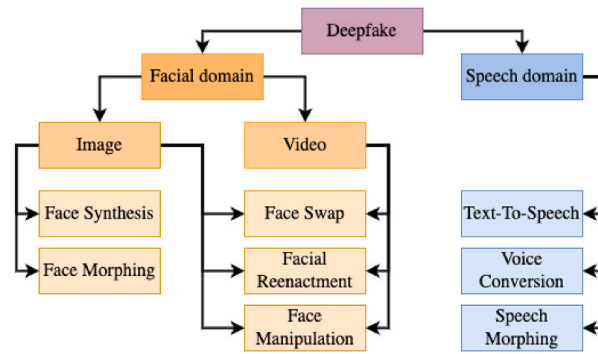 Deepfake
Facial domain
Speech domain
Image
Video
Face Synthesis
Face Swap
Text-To-Speech
Face Morphing
Facial
Reenactment
Voice
Conversion
Face
Manipulation
Speech
Morphing